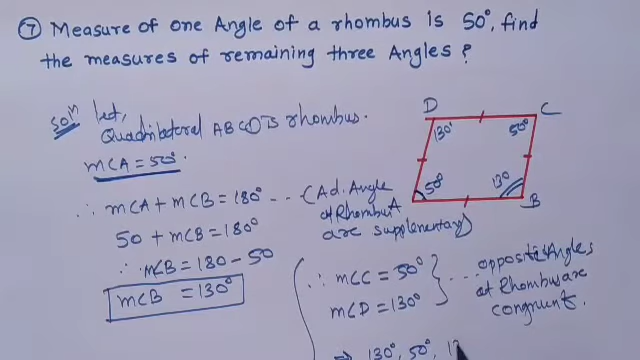 ⑦ Measure of one Angle of a rhombus is 50°, find
the measures of remaining three Angles ?
Solⁿ let,
Quadrilateral ABCD is rhombus.
m∠A = 50°
∴ m∠A + m∠B = 180° --- (Ad. Angle
of Rhombus
are supplementary)
50 + m∠B = 180°
∴ m∠B = 180 - 50
m∠B = 130°
D
C
130°
50°
50°
130
A
B
∴ m∠C = 50°
m∠D = 130°
--- opposite Angles
of Rhombus are
congruent.
⇒ 130°, 50°, 13